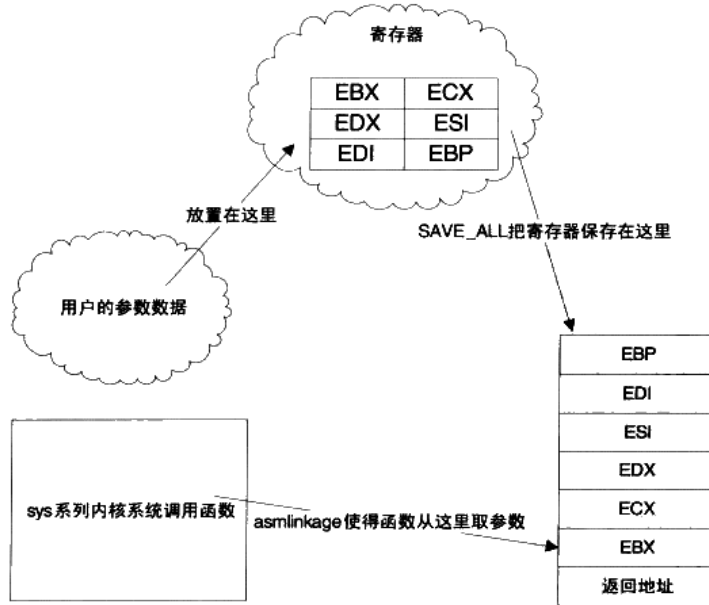 寄存器
EBX ECX
EDX ESI
EDI EBP
放置在这里
SAVE_ALL把寄存器保存在这里
用户的参数数据
EBP
EDI
ESI
EDX
ECX
EBX
返回地址
sys系列内核系统调用函数
asmlinkage使得函数从这里取参数